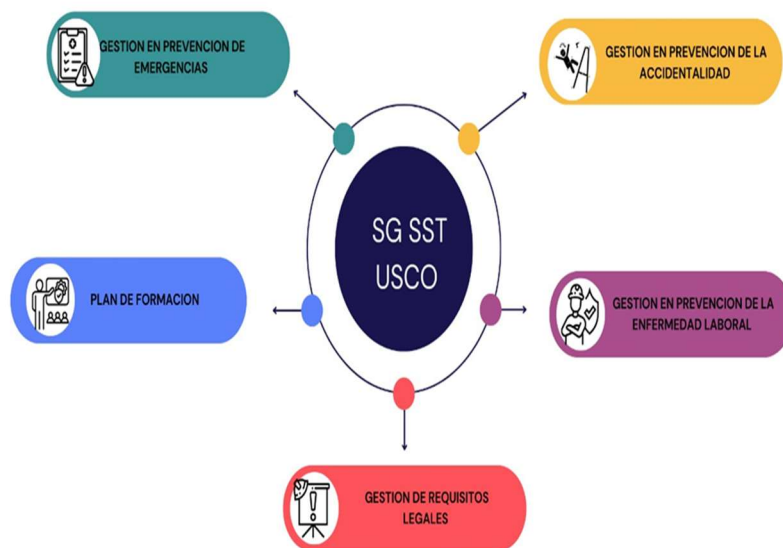 GESTION EN PREVENCION DE
EMERGENCIAS
GESTION EN PREVENCION DE LA
ACCIDENTALIDAD
SG SST
USCO
PLAN DE FORMACION
GESTION EN PREVENCION DE LA
ENFERMEDAD LABORAL
GESTION DE REQUISITOS
LEGALES